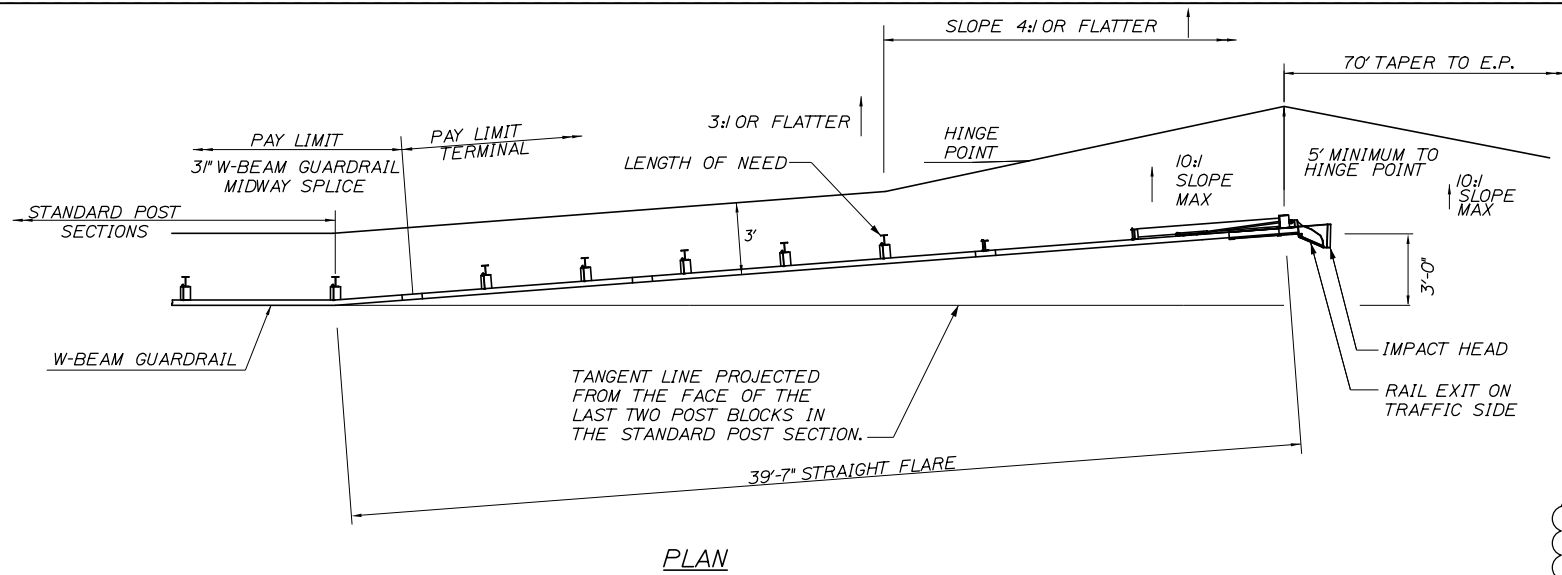 SLOPE 4:1 OR FLATTER
70' TAPER TO E.P.
PAY LIMIT
PAY LIMIT
TERMINAL
3:1 OR FLATTER
HINGE
POINT
31" W-BEAM GUARDRAIL
MIDWAY SPLICE
LENGTH OF NEED
10:1
SLOPE
MAX
5' MINIMUM TO
HINGE POINT
10:1
SLOPE
MAX
STANDARD POST
SECTIONS
3'
3'-0"
W-BEAM GUARDRAIL
IMPACT HEAD
TANGENT LINE PROJECTED
FROM THE FACE OF THE
LAST TWO POST BLOCKS IN
THE STANDARD POST SECTION.
RAIL EXIT ON
TRAFFIC SIDE
39'-7" STRAIGHT FLARE
PLAN